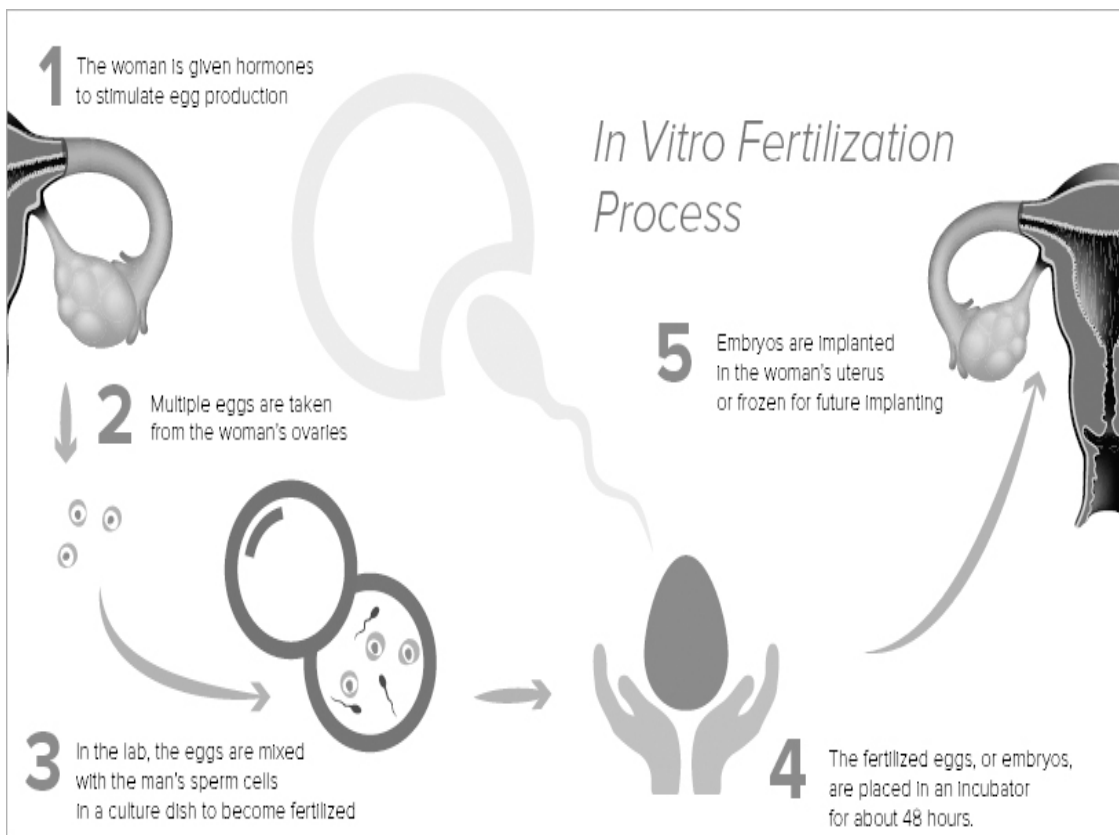 1
The woman is given hormones
to stimulate egg production
In Vitro Fertilization
Process
2
Multiple eggs are taken
from the woman's ovaries
3
In the lab, the eggs are mixed
with the man's sperm cells
in a culture dish to become fertilized
4
The fertilized eggs, or embryos,
are placed in an incubator
for about 48 hours.
5
Embryos are implanted
in the woman's uterus
or frozen for future implanting